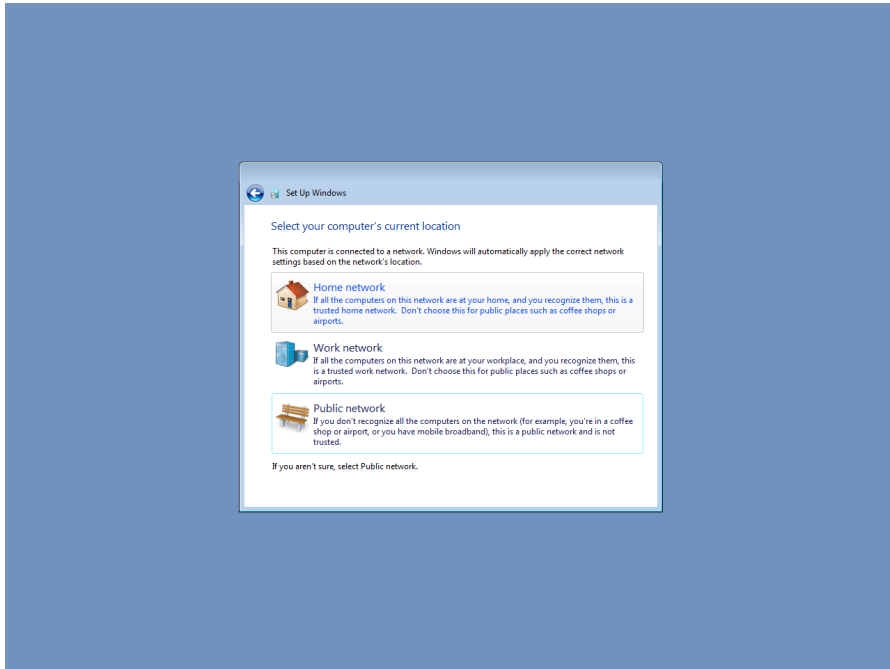 Set Up Windows
Select your computer's current location
This computer is connected to a network. Windows will automatically apply the correct network
settings based on the network's location.
Home network
If all the computers on this network are at your home, and you recognize them, this is a
trusted home network.  Don't choose this for public places such as coffee shops or
airports.
Work network
If all the computers on this network are at your workplace, and you recognize them, this
is a trusted work network.  Don't choose this for public places such as coffee shops or
airports.
Public network
If you don't recognize all the computers on the network (for example, you're in a coffee
shop or airport, or you have mobile broadband), this is a public network and is not
trusted.
If you aren't sure, select Public network.